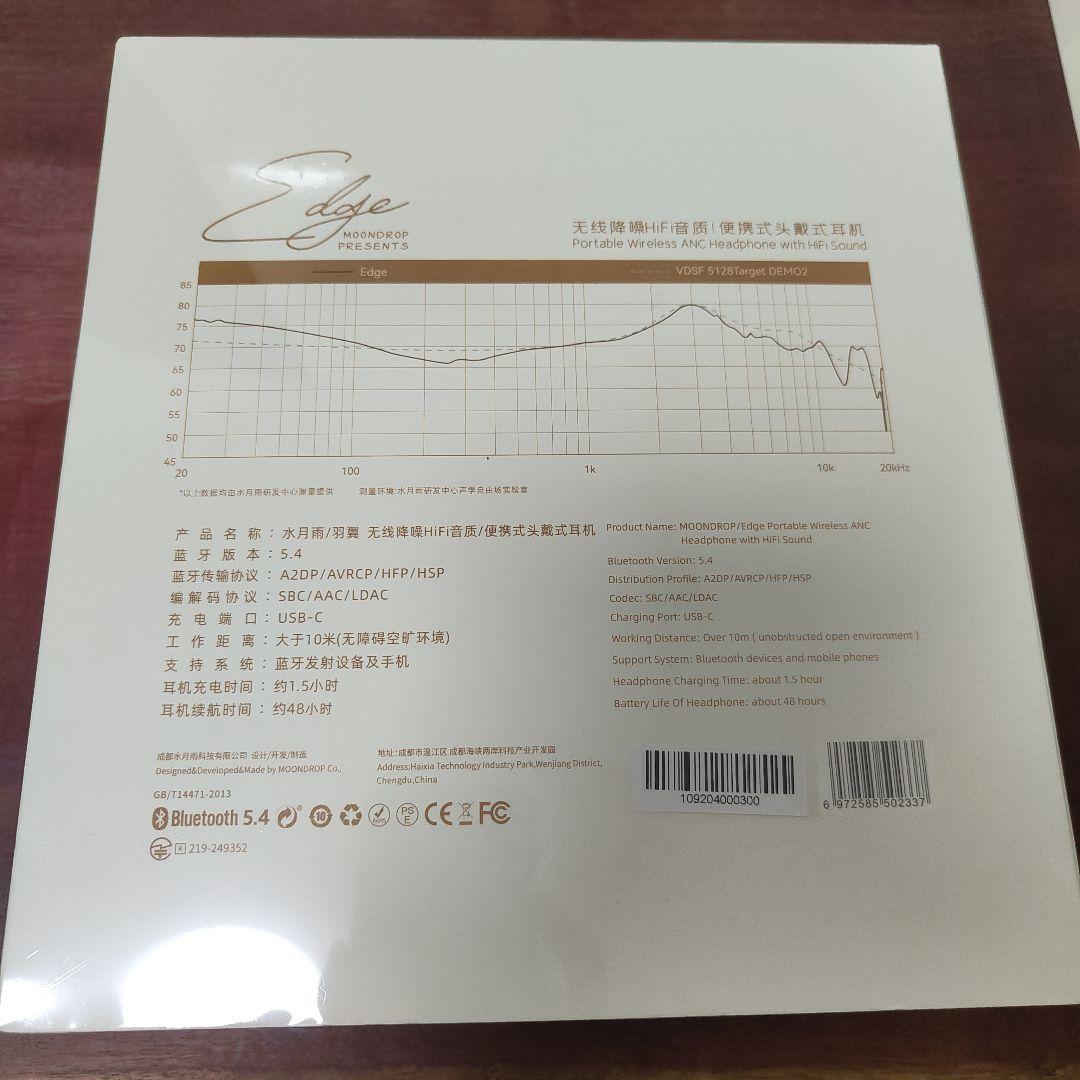 Edge
MOONDROP
PRESENTS
无线降噪HiFi音质|便携式头戴式耳机
Portable Wireless ANC Headphone with HiFi Sound
Edge
VDSF 5128Target DEMO2
85
80
75
70
65
60
55
50
45
20
100
1k
10k
20kHz
*以上数据均由水月雨研发中心测量提供 测量环境:水月雨研发中心声学自由场实验室
产品名称：水月雨/羽翼 无线降噪HiFi音质/便携式头戴式耳机
蓝牙版本：5.4
蓝牙传输协议：A2DP/AVRCP/HFP/HSP
编解码协议：SBC/AAC/LDAC
充电端口：USB-C
工作距离：大于10米(无障碍空旷环境)
支持系统：蓝牙发射设备及手机
耳机充电时间：约1.5小时
耳机续航时间：约48小时
Product Name: MOONDROP/Edge Portable Wireless ANC
Headphone with HiFi Sound
Bluetooth Version: 5.4
Distribution Profile: A2DP/AVRCP/HFP/HSP
Codec: SBC/AAC/LDAC
Charging Port: USB-C
Working Distance: Over 10m ( unobstructed open environment )
Support System: Bluetooth devices and mobile phones
Headphone Charging Time: about 1.5 hour
Battery Life Of Headphone: about 48 hours
成都水月雨科技有限公司 设计/开发/制造
Designed&Developed&Made by MOONDROP Co.,
GB/T14471-2013
地址:成都市温江区 成都海峡两岸科技产业开发园
Address:Haixia Technology Industry Park,Wenjiang District,
Chengdu,China
Bluetooth 5.4
10
RoHS
PS
E
CE
FC
R 219-249352
109204000300
6 972585 502337